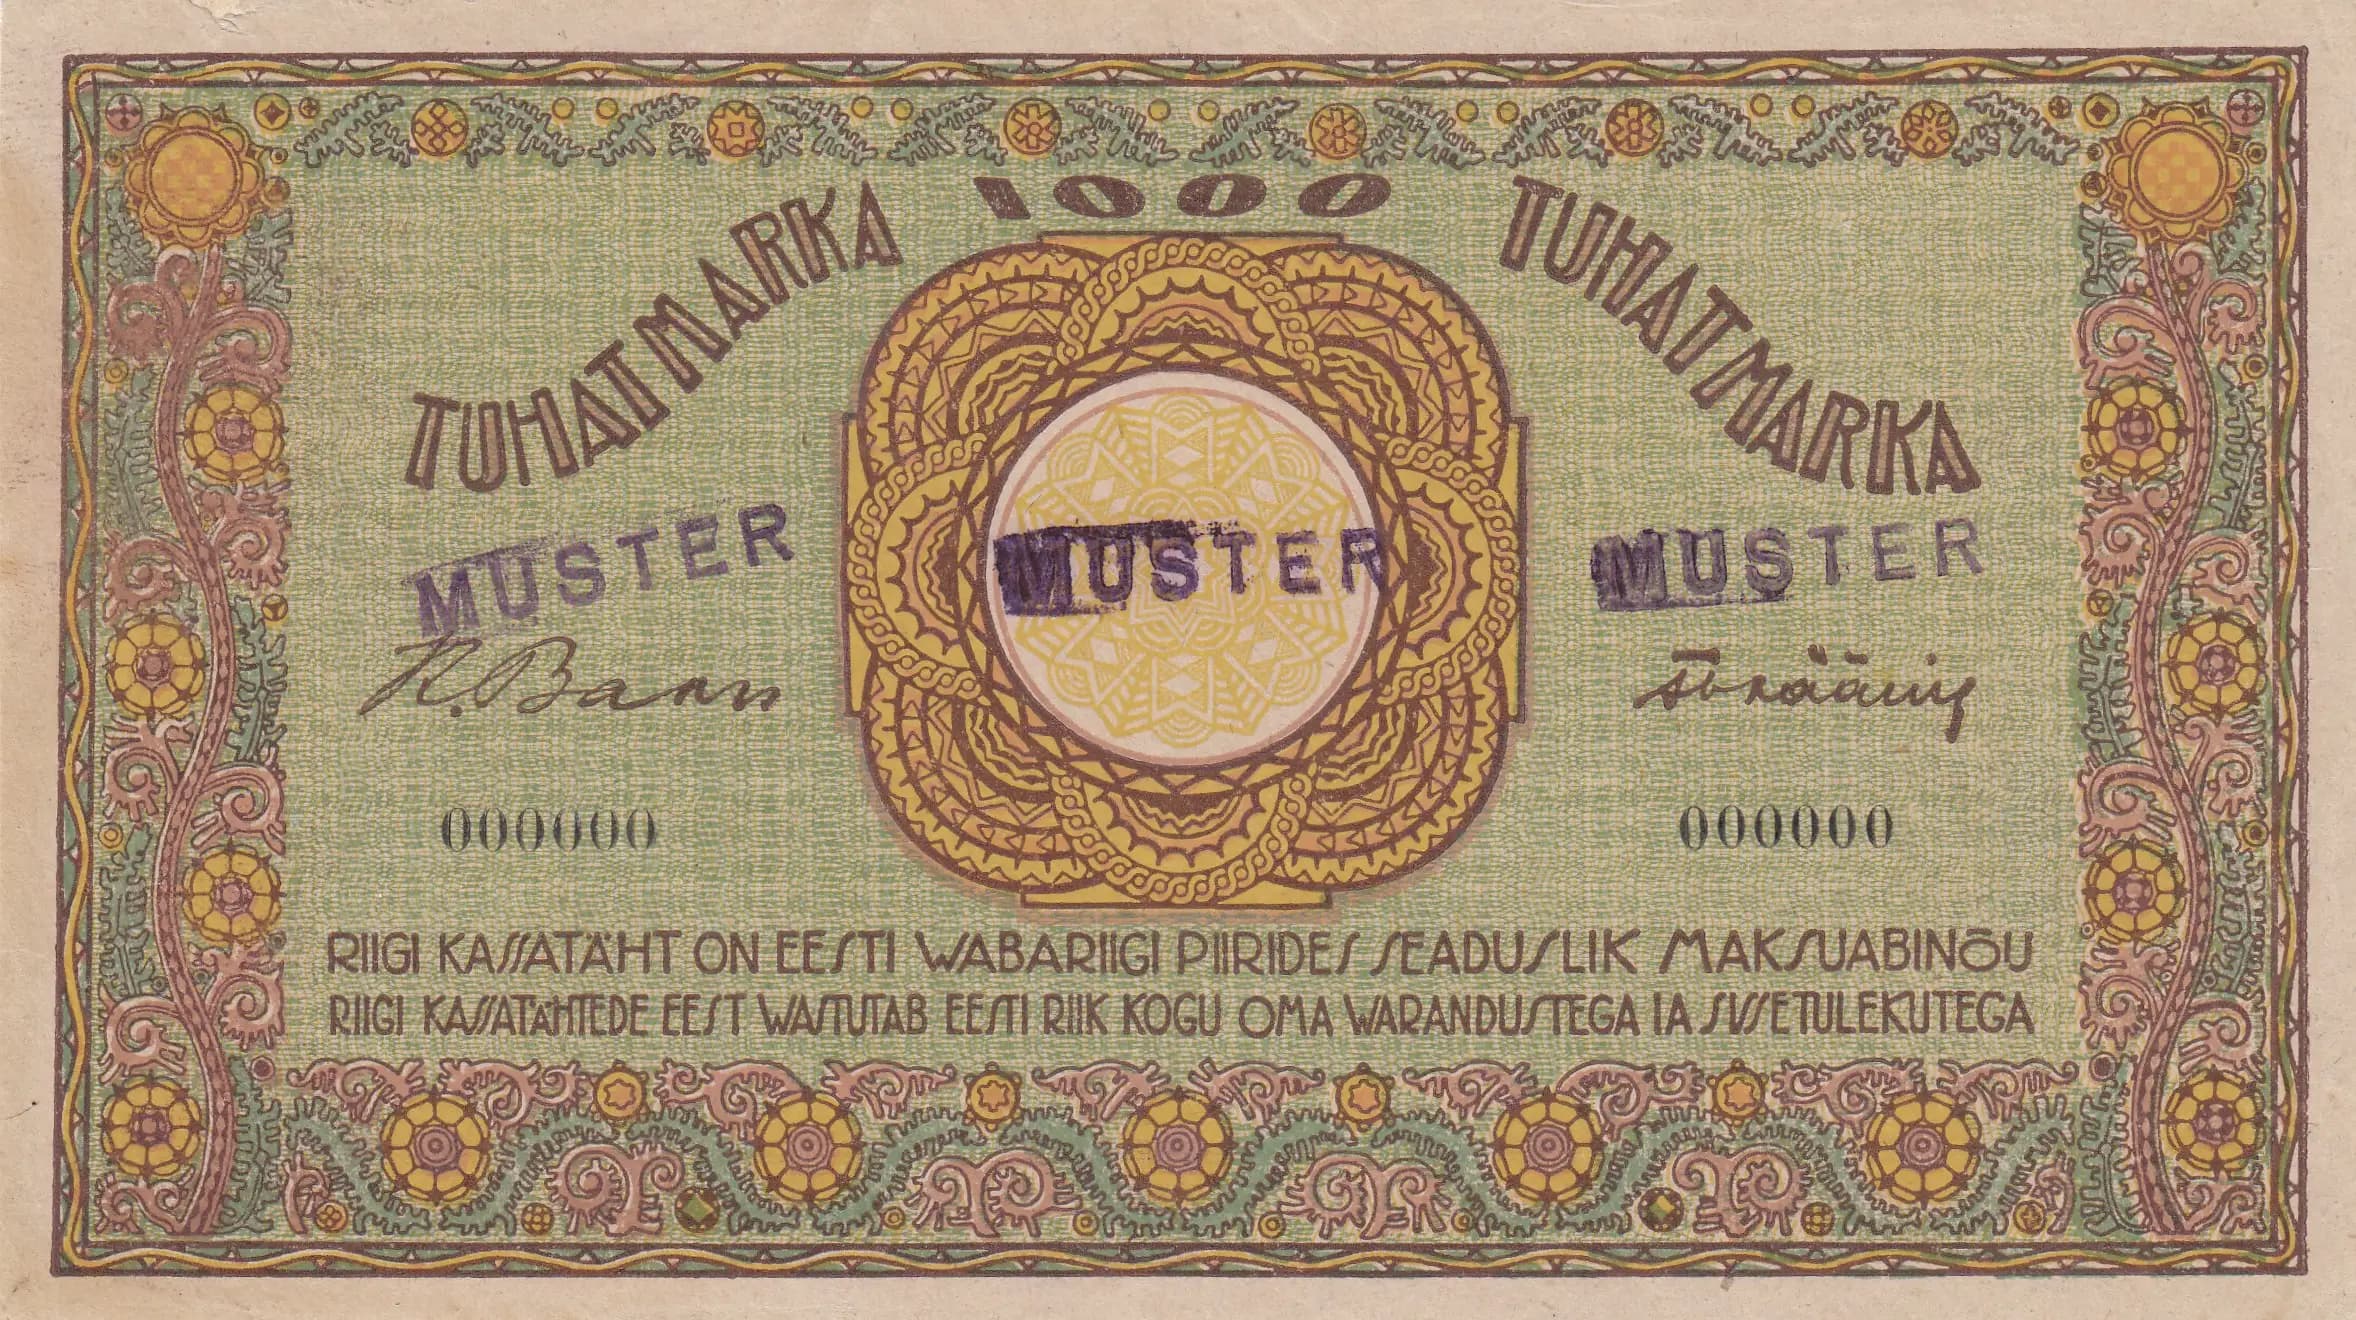 1000
TUHAT MARKA
TUHAT MARKA
MUSTER
MUSTER
MUSTER
000000
000000
RIIGI KASSATÄHT ON EESTI WABARIIGI PIIRIDES SEADUSLIK MAKSUABINÕU
RIIGI KASSATÄHTEDE EEST WASTUTAB EESTI RIIK KOGU OMA WARANDUSTEGA JA SISSETULEKUTEGA